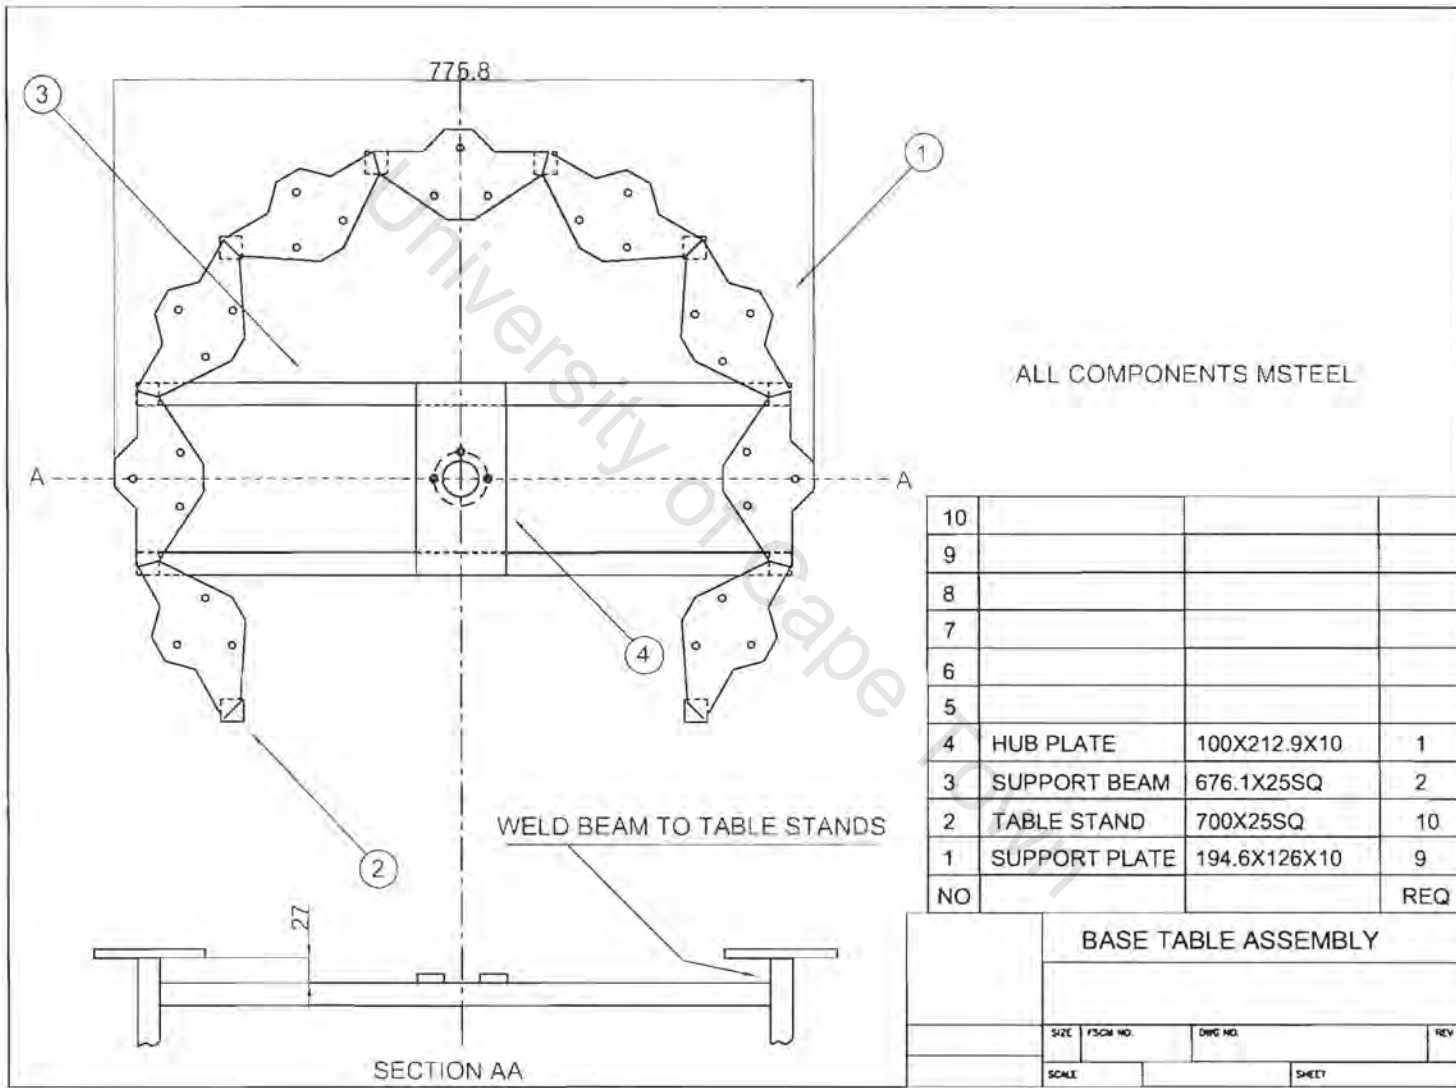 775.8
3
1
ALL COMPONENTS MSTEEL
A
A
4
2
University of Cape Town
WELD BEAM TO TABLE STANDS
27
SECTION AA
10
9
8
7
6
5
4 HUB PLATE 100X212.9X10 1
3 SUPPORT BEAM 676.1X25SQ 2
2 TABLE STAND 700X25SQ 10
1 SUPPORT PLATE 194.6X126X10 9
NO REQ
BASE TABLE ASSEMBLY
SIZE FSCM NO. DWG NO. REV
SCALE SHEET